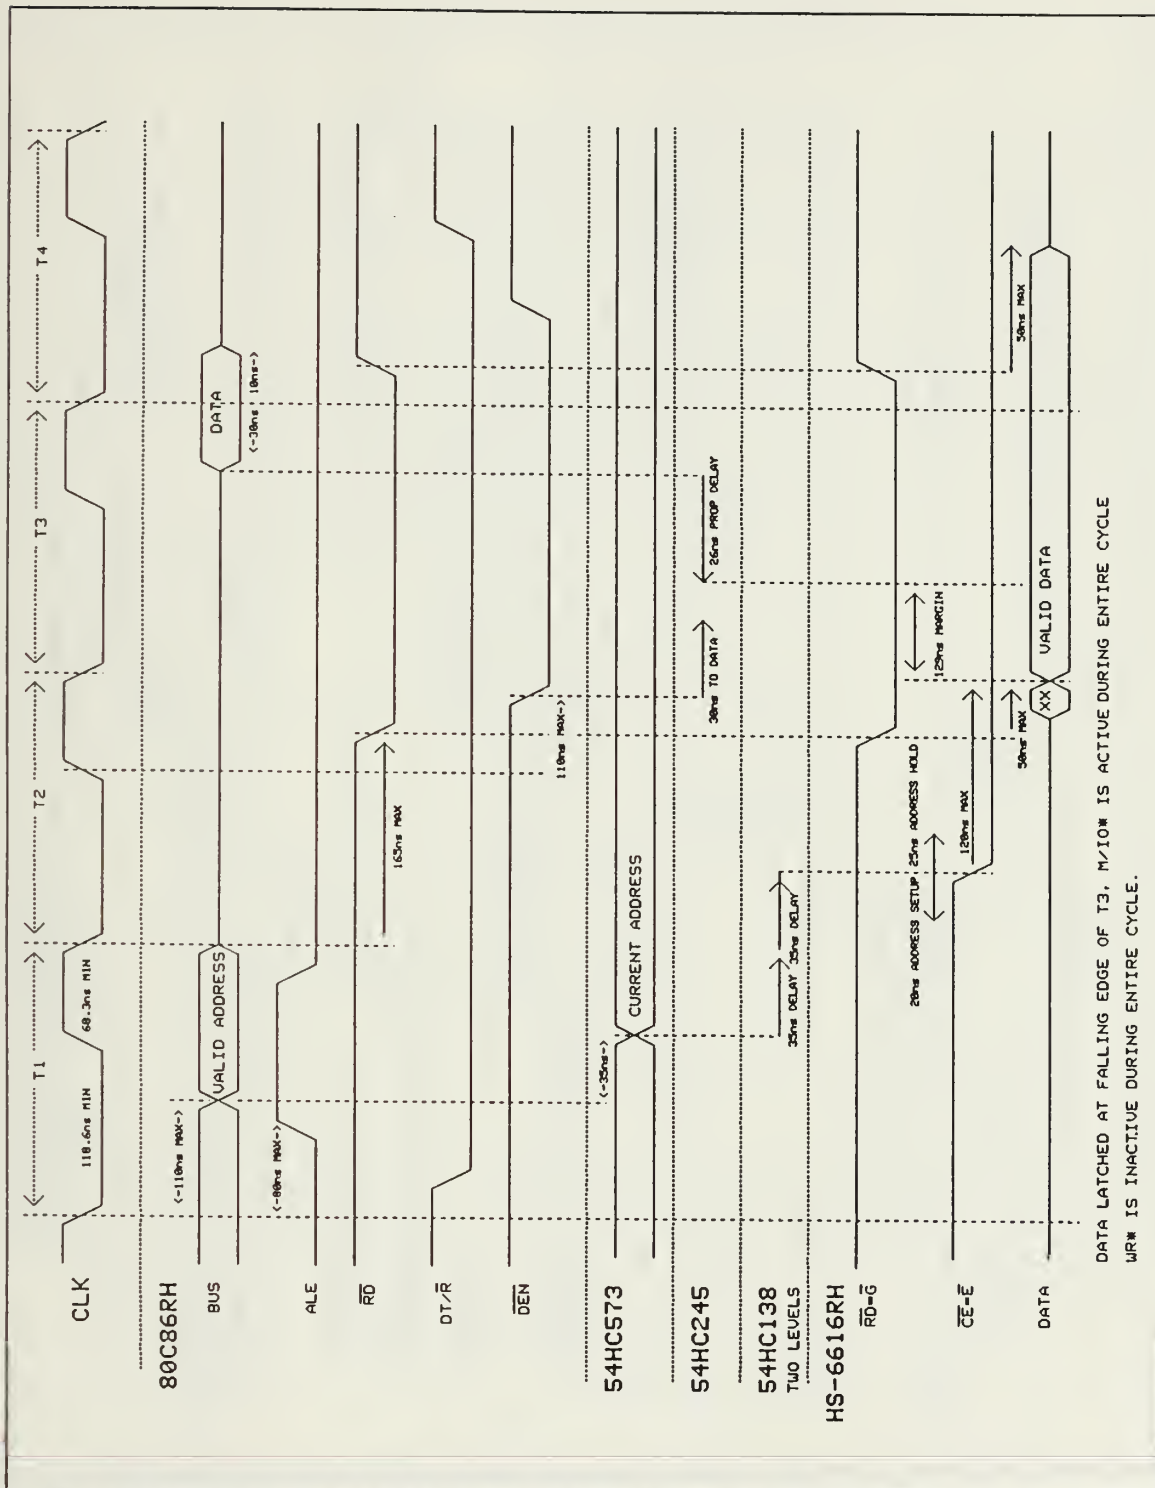 T1
T2
T3
T4
CLK
118.6ns MIN
68.3ns MIN
80C86RH
BUS
<-110ns MAX->
VALID ADDRESS
DATA
<-30ns 10ns->
ALE
<-80ns MAX->
RD
165ns MAX
DT/R
DEN
110ns MAX->
54HC573
<-35ns->
CURRENT ADDRESS
54HC245
30ns TO DATA
26ns PROP DELAY
54HC138
TWO LEVELS
35ns DELAY
35ns DELAY
HS-6616RH
RD=G
129ns MARGIN
20ns ADDRESS SETUP, 25ns ADDRESS HOLD
CE=E
120ns MAX
50ns MAX
50ns MAX
DATA
XX
VALID DATA
DATA LATCHED AT FALLING EDGE OF T3. M/IO* IS ACTIVE DURING ENTIRE CYCLE
WR* IS INACTIVE DURING ENTIRE CYCLE.